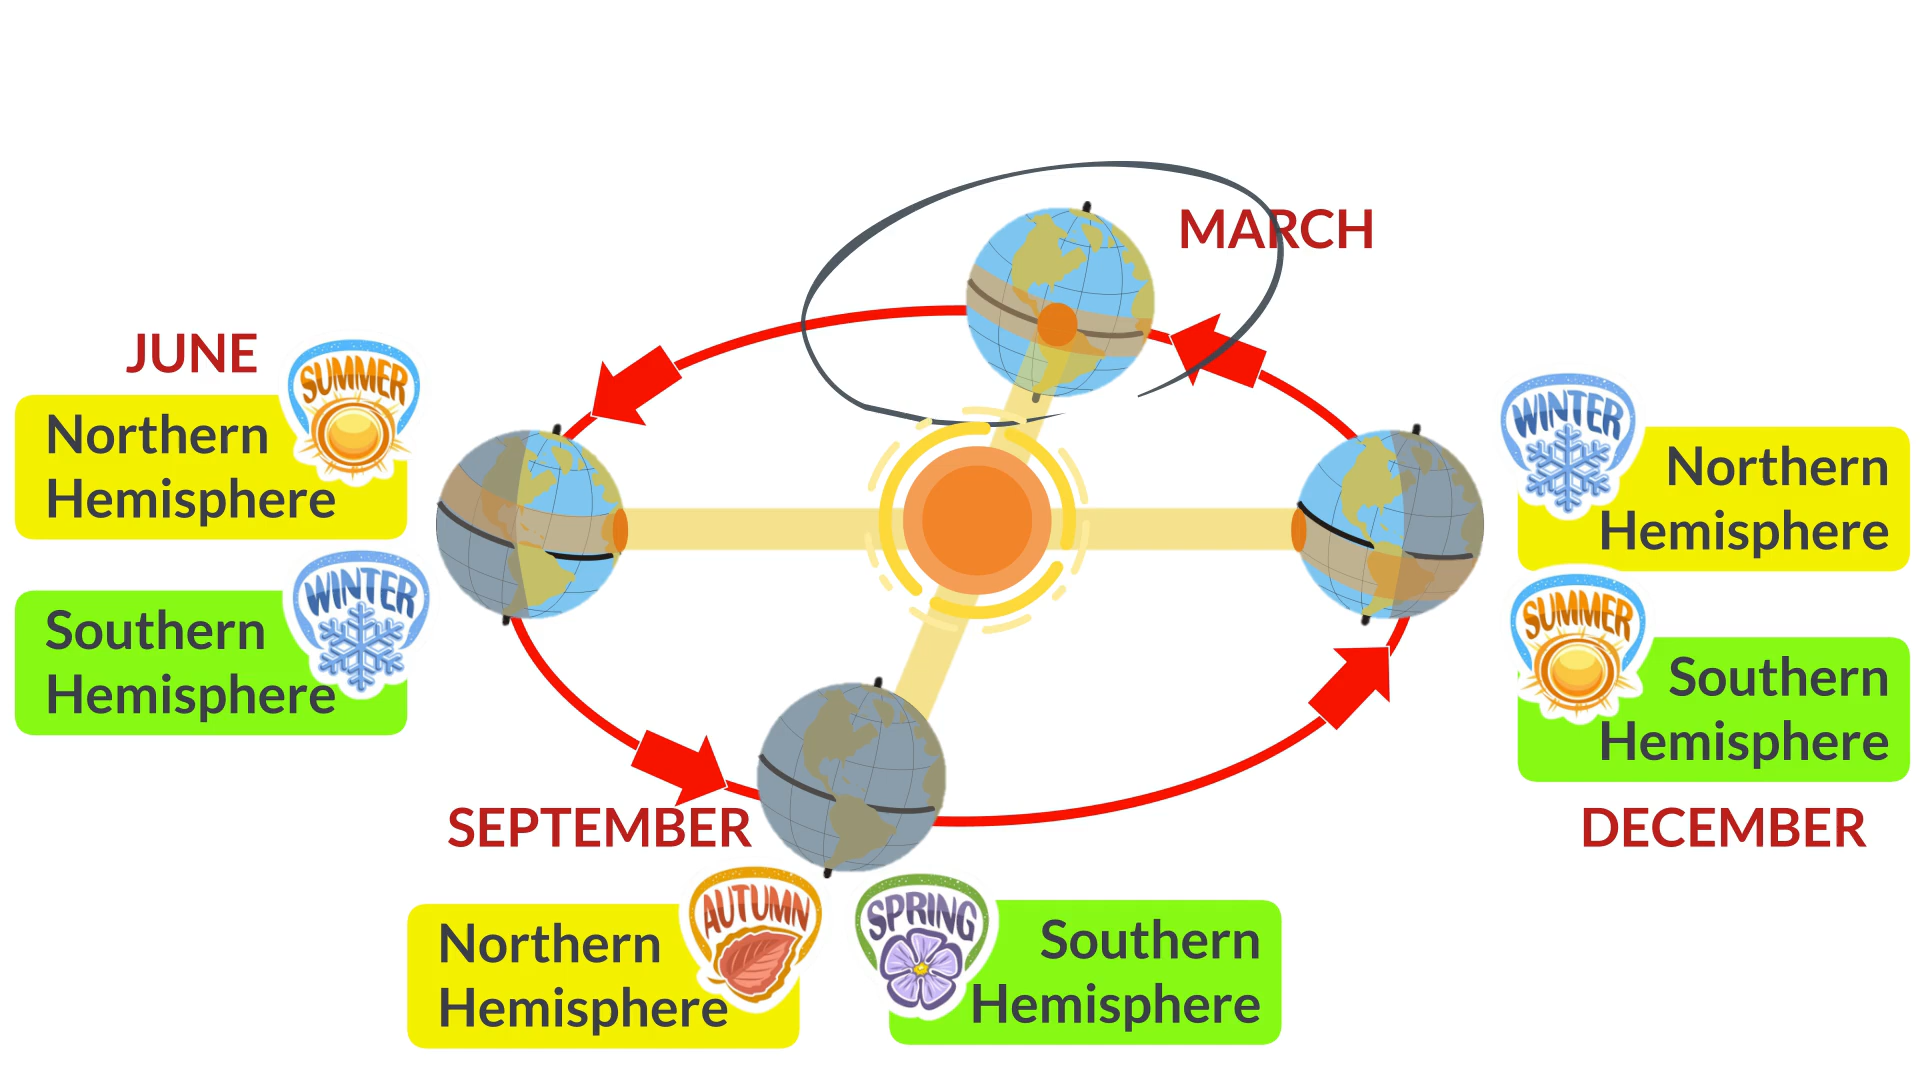 MARCH
JUNE
SUMMER
Northern
Hemisphere
WINTER
Southern
Hemisphere
WINTER
Northern
Hemisphere
SUMMER
Southern
Hemisphere
DECEMBER
SEPTEMBER
AUTUMN
Northern
Hemisphere
SPRING
Southern
Hemisphere